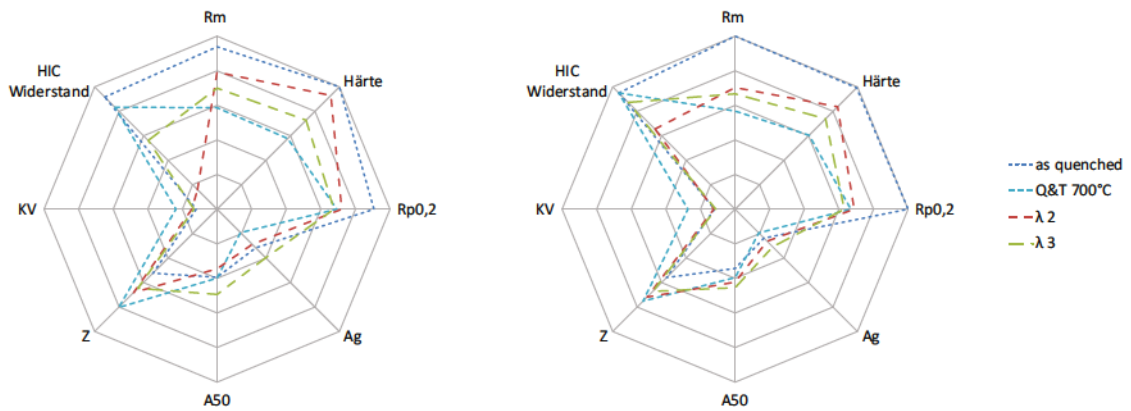 Rm
Härte
Rp0,2
Ag
A50
Z
KV
HIC
Widerstand
Rm
Härte
Rp0,2
Ag
A50
Z
KV
HIC
Widerstand
as quenched
Q&T 700°C
λ 2
λ 3